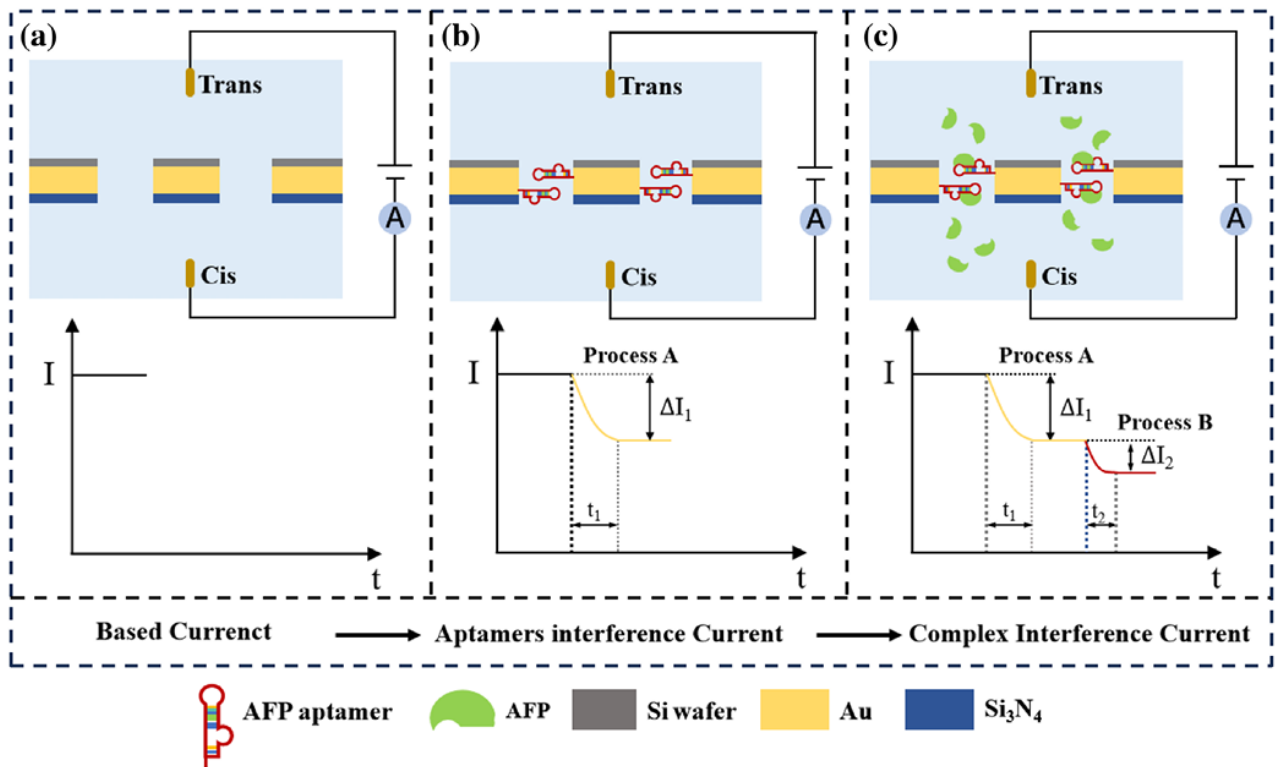 (a)
Trans
A
Cis
I
t
(b)
Trans
A
Cis
Process A
I
ΔI₁
t₁
t
(c)
Trans
A
Cis
Process A
I
ΔI₁
Process B
ΔI₂
t₁
t₂
t
Based Currenct
Aptamers interference Current
Complex Interference Current
AFP aptamer
AFP
Si wafer
Au
Si₃N₄